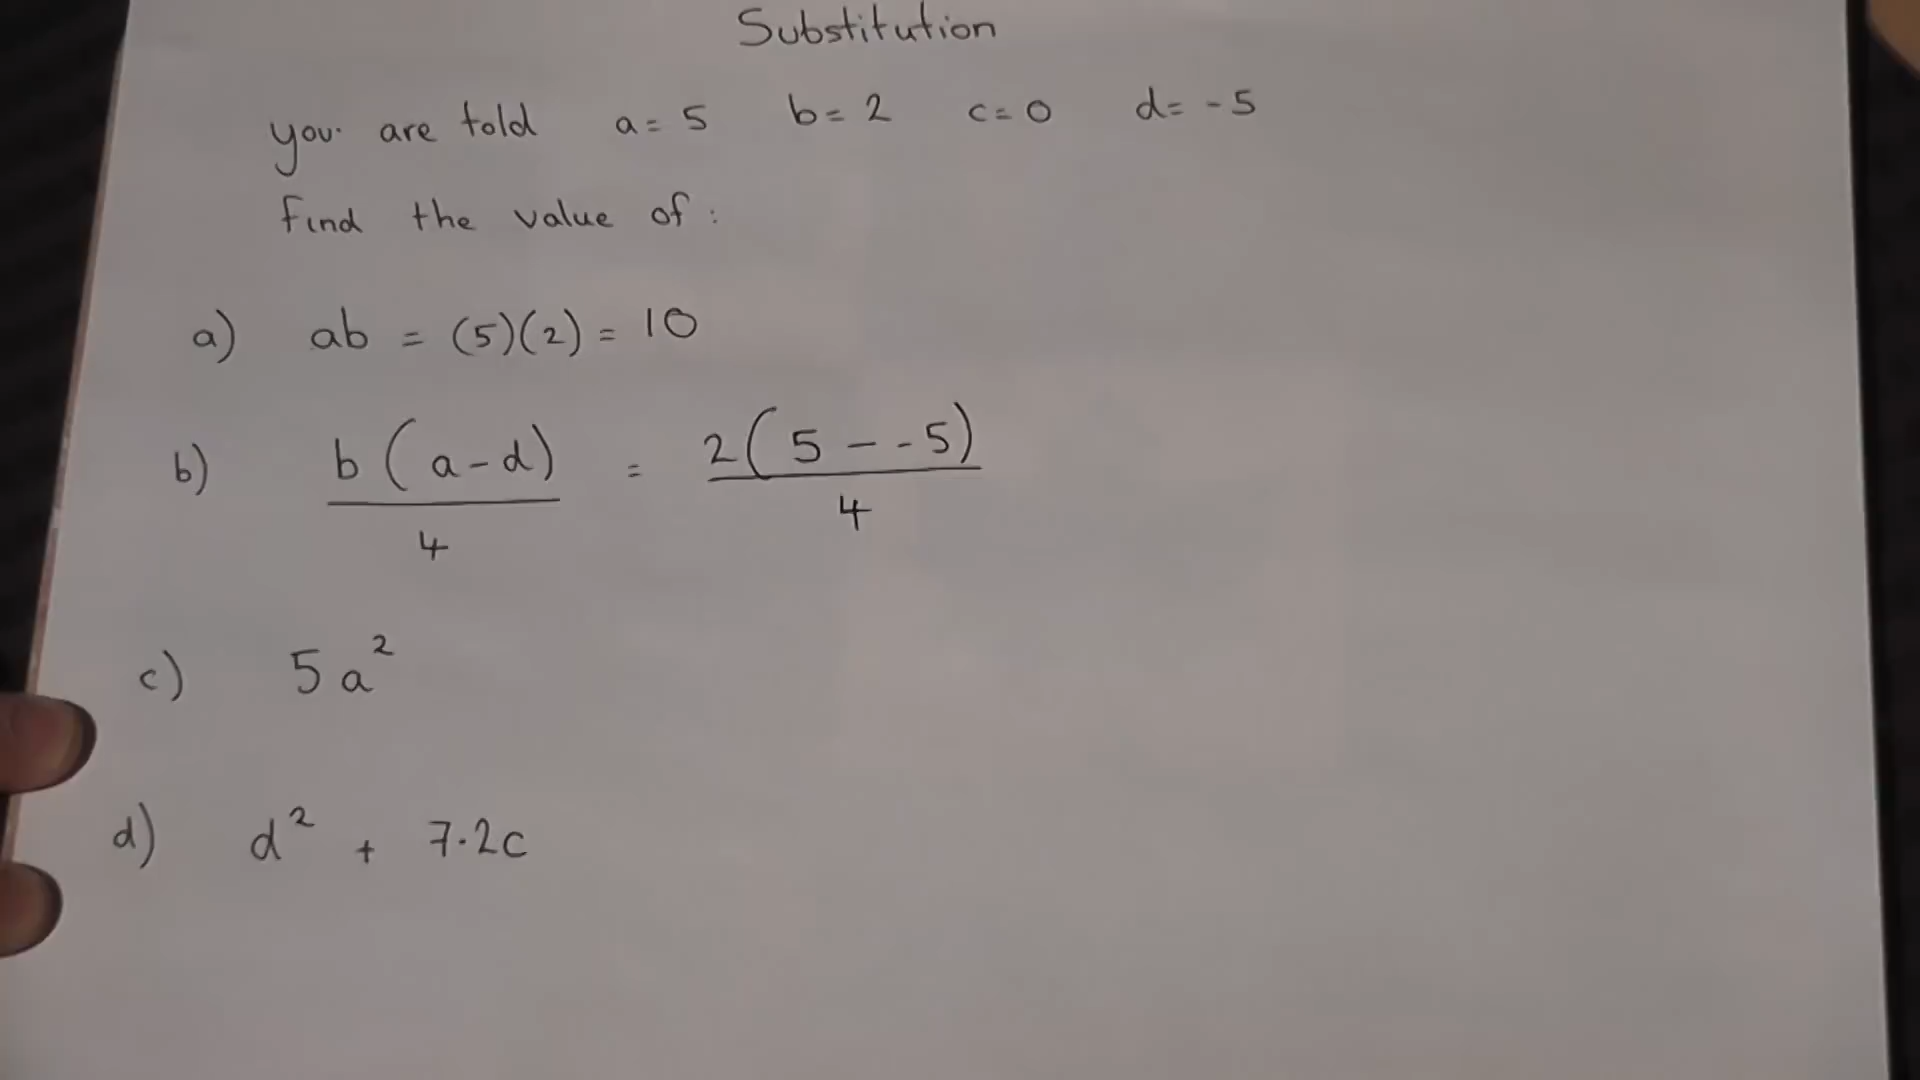 Substitution
you are told a = 5 b = 2 c = 0 d = -5
Find the value of :
a) ab = (5)(2) = 10
b) b(a-d)/4 = 2(5 - -5)/4
c) 5a²
d) d² + 7·2c